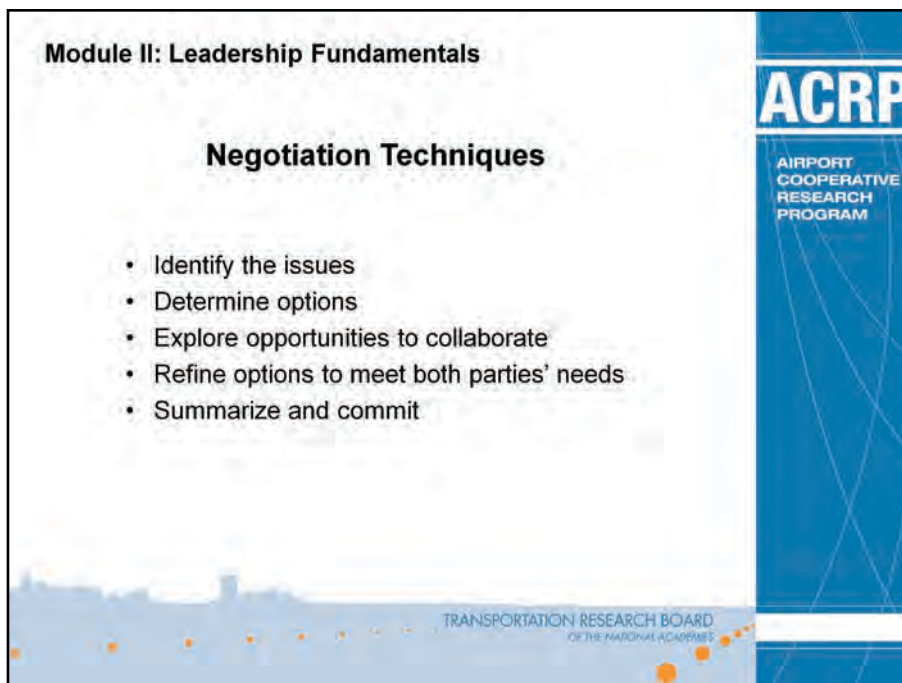 Module II: Leadership Fundamentals
Negotiation Techniques
• Identify the issues
• Determine options
• Explore opportunities to collaborate
• Refine options to meet both parties' needs
• Summarize and commit
ACRP
AIRPORT
COOPERATIVE
RESEARCH
PROGRAM
TRANSPORTATION RESEARCH BOARD
OF THE NATIONAL ACADEMIES